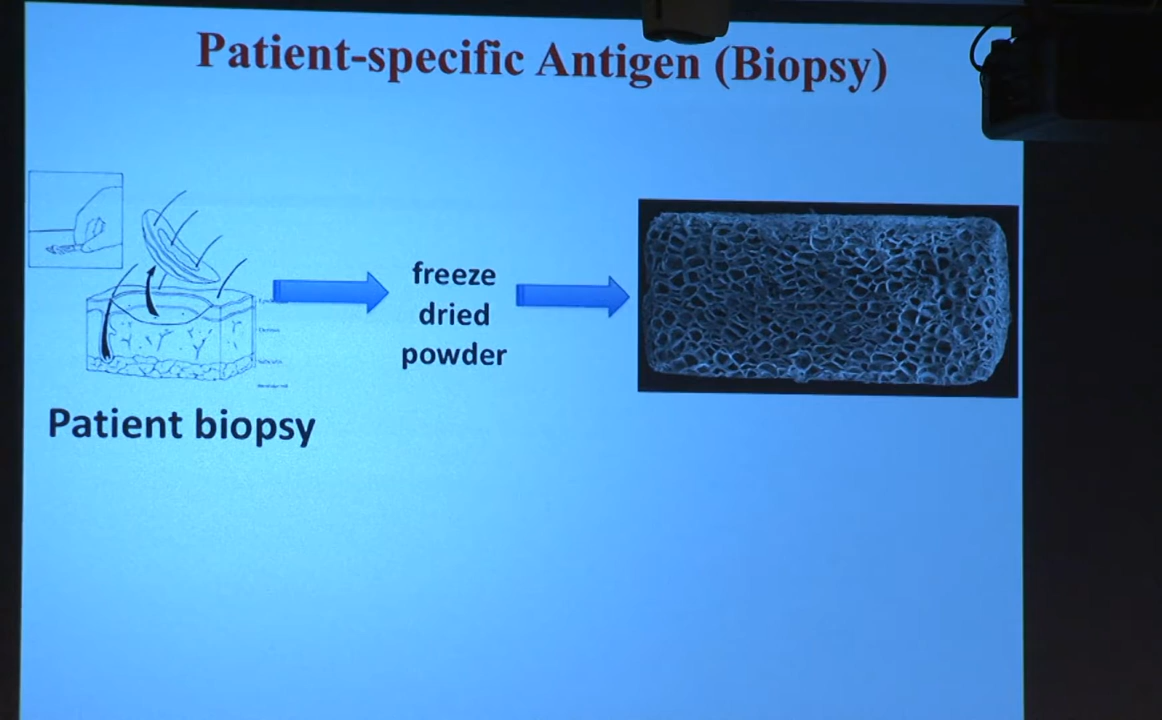 Patient-specific Antigen (Biopsy)
freeze
dried
powder
Patient biopsy